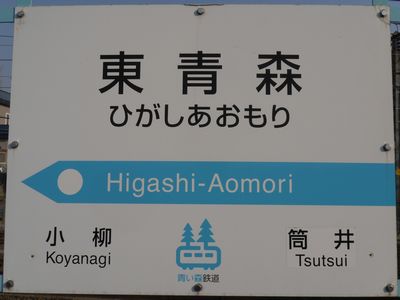 東青森
ひがしあおもり
Higashi-Aomori
小柳 筒井
Koyanagi Tsutsui
青い森鉄道